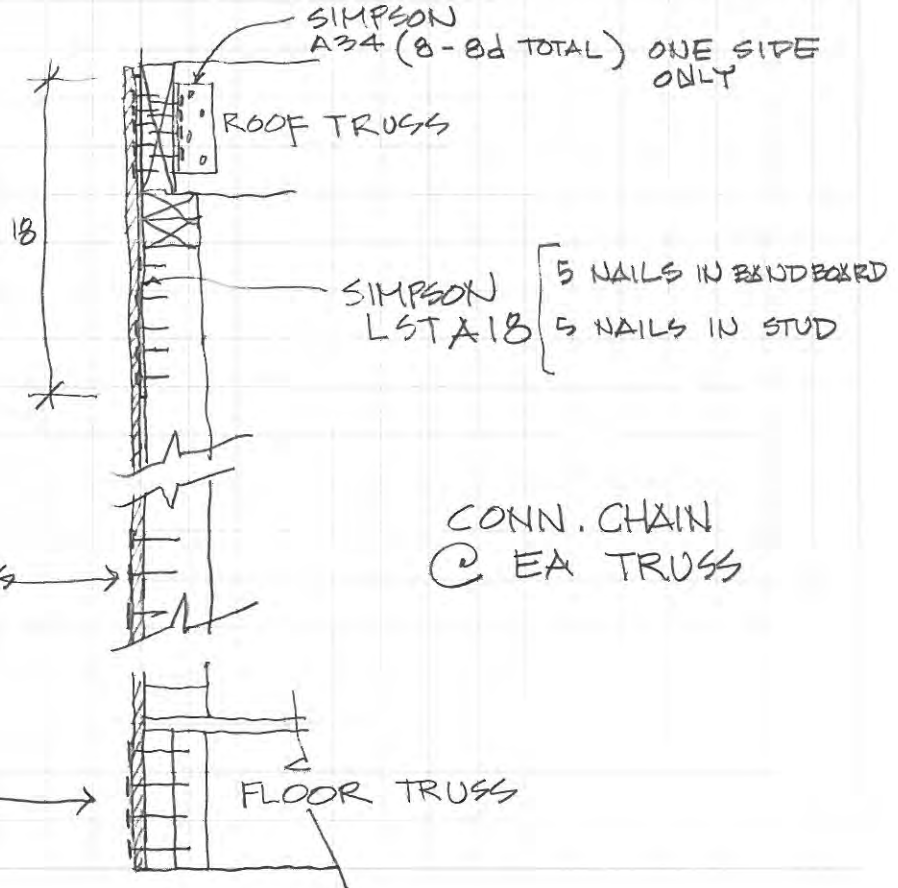 SIMPSON
A34 (8-8d TOTAL) ONE SIDE
ONLY
ROOF TRUSS
18
SIMPSON
LSTA18
5 NAILS IN BANDBOARD
5 NAILS IN STUD
CONN. CHAIN
@ EA TRUSS
FLOOR TRUSS